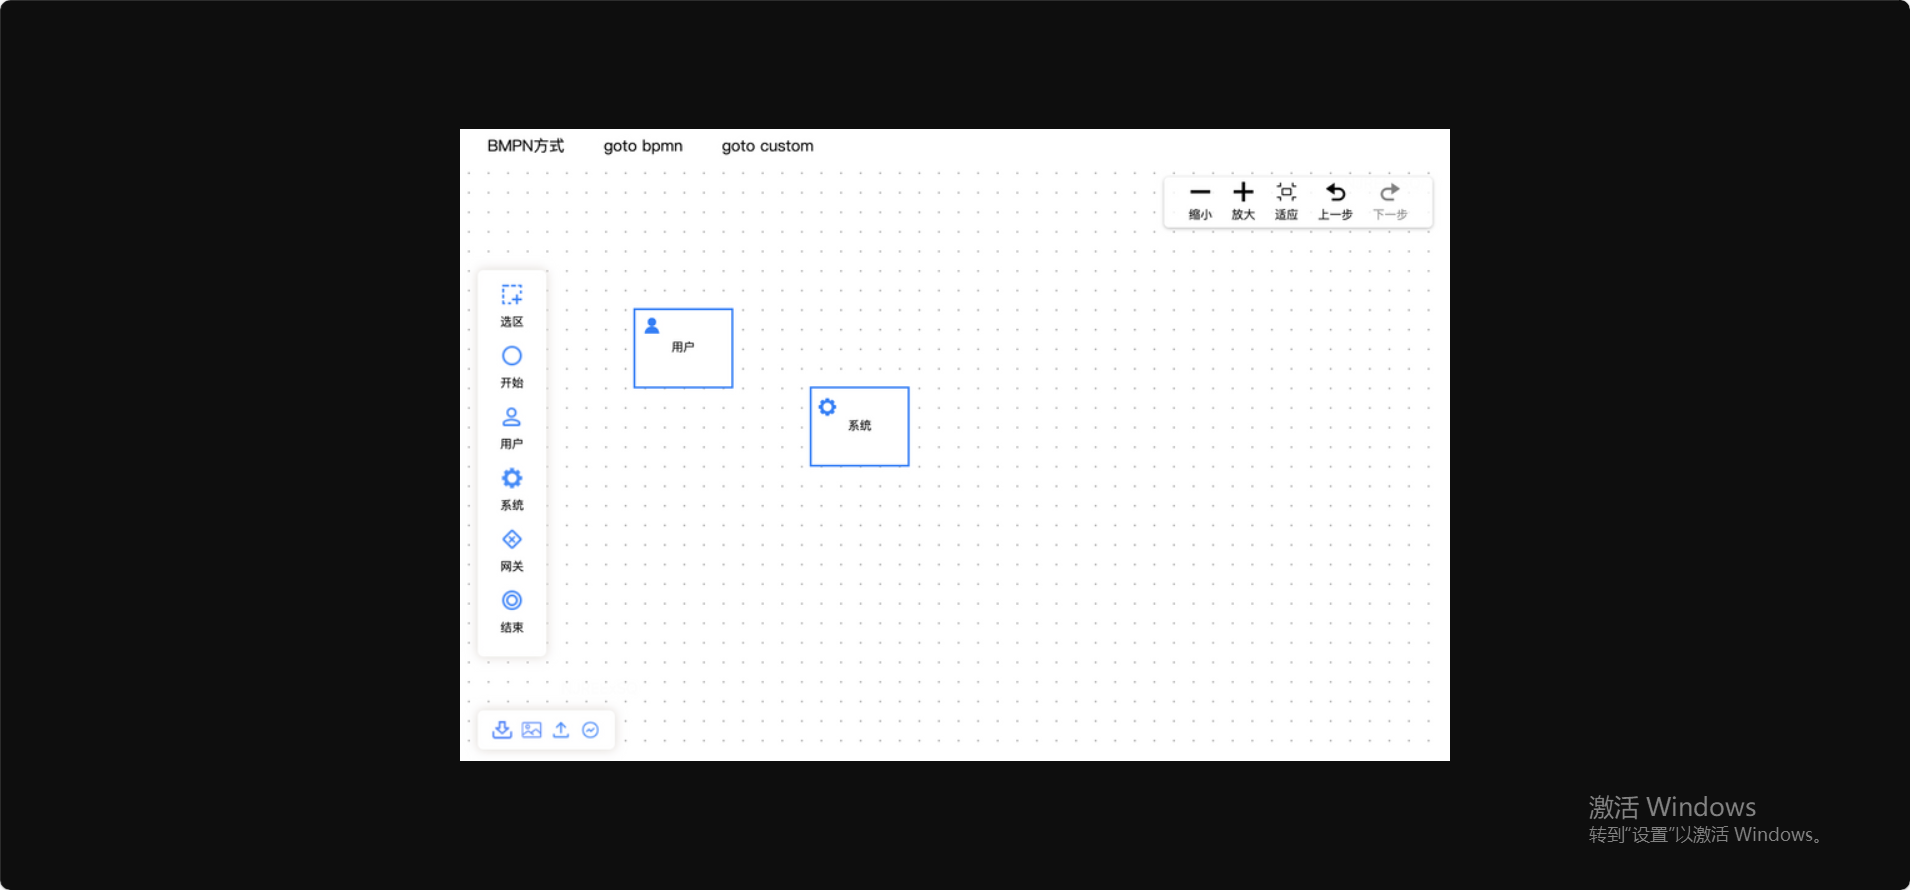 BMPN方式 goto bpmn goto custom
缩小 放大 适应 上一步 下一步
选区
开始
用户
系统
网关
结束
用户
系统
激活 Windows
转到“设置”以激活 Windows。